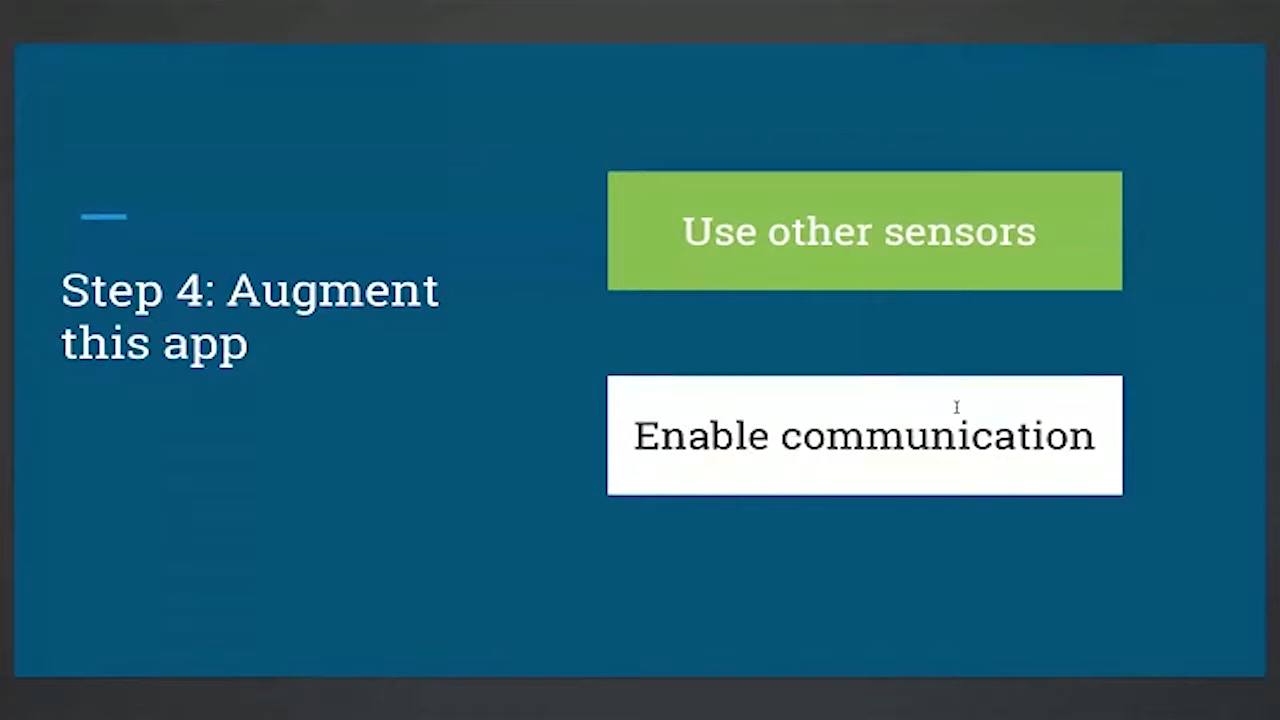 Step 4: Augment
this app
Use other sensors
Enable communication